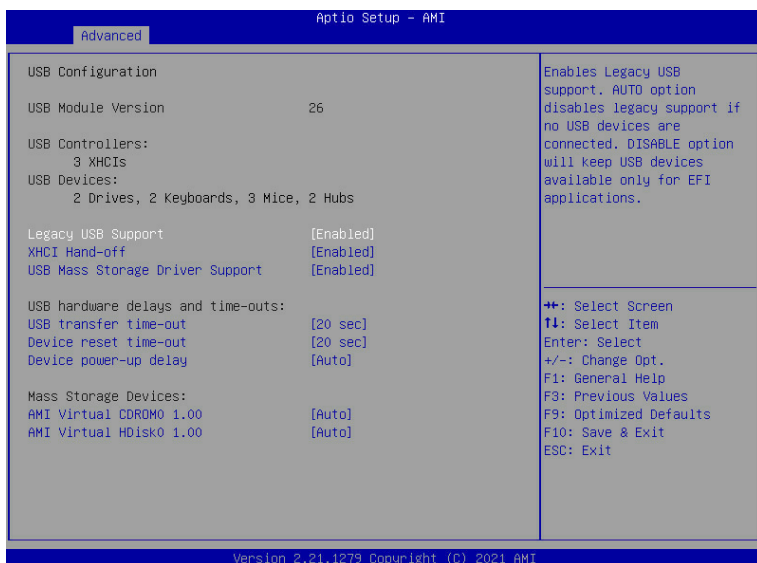 Aptio Setup – AMI
Advanced
USB Configuration
USB Module Version 26
USB Controllers:
3 XHCIs
USB Devices:
2 Drives, 2 Keyboards, 3 Mice, 2 Hubs
Legacy USB Support [Enabled]
XHCI Hand-off [Enabled]
USB Mass Storage Driver Support [Enabled]
USB hardware delays and time-outs:
USB transfer time-out [20 sec]
Device reset time-out [20 sec]
Device power-up delay [Auto]
Mass Storage Devices:
AMI Virtual CDROM0 1.00 [Auto]
AMI Virtual HDisk0 1.00 [Auto]
Enables Legacy USB
support. AUTO option
disables legacy support if
no USB devices are
connected. DISABLE option
will keep USB devices
available only for EFI
applications.
→←: Select Screen
↑↓: Select Item
Enter: Select
+/-: Change Opt.
F1: General Help
F3: Previous Values
F9: Optimized Defaults
F10: Save & Exit
ESC: Exit
Version 2.21.1279 Copyright (C) 2021 AMI